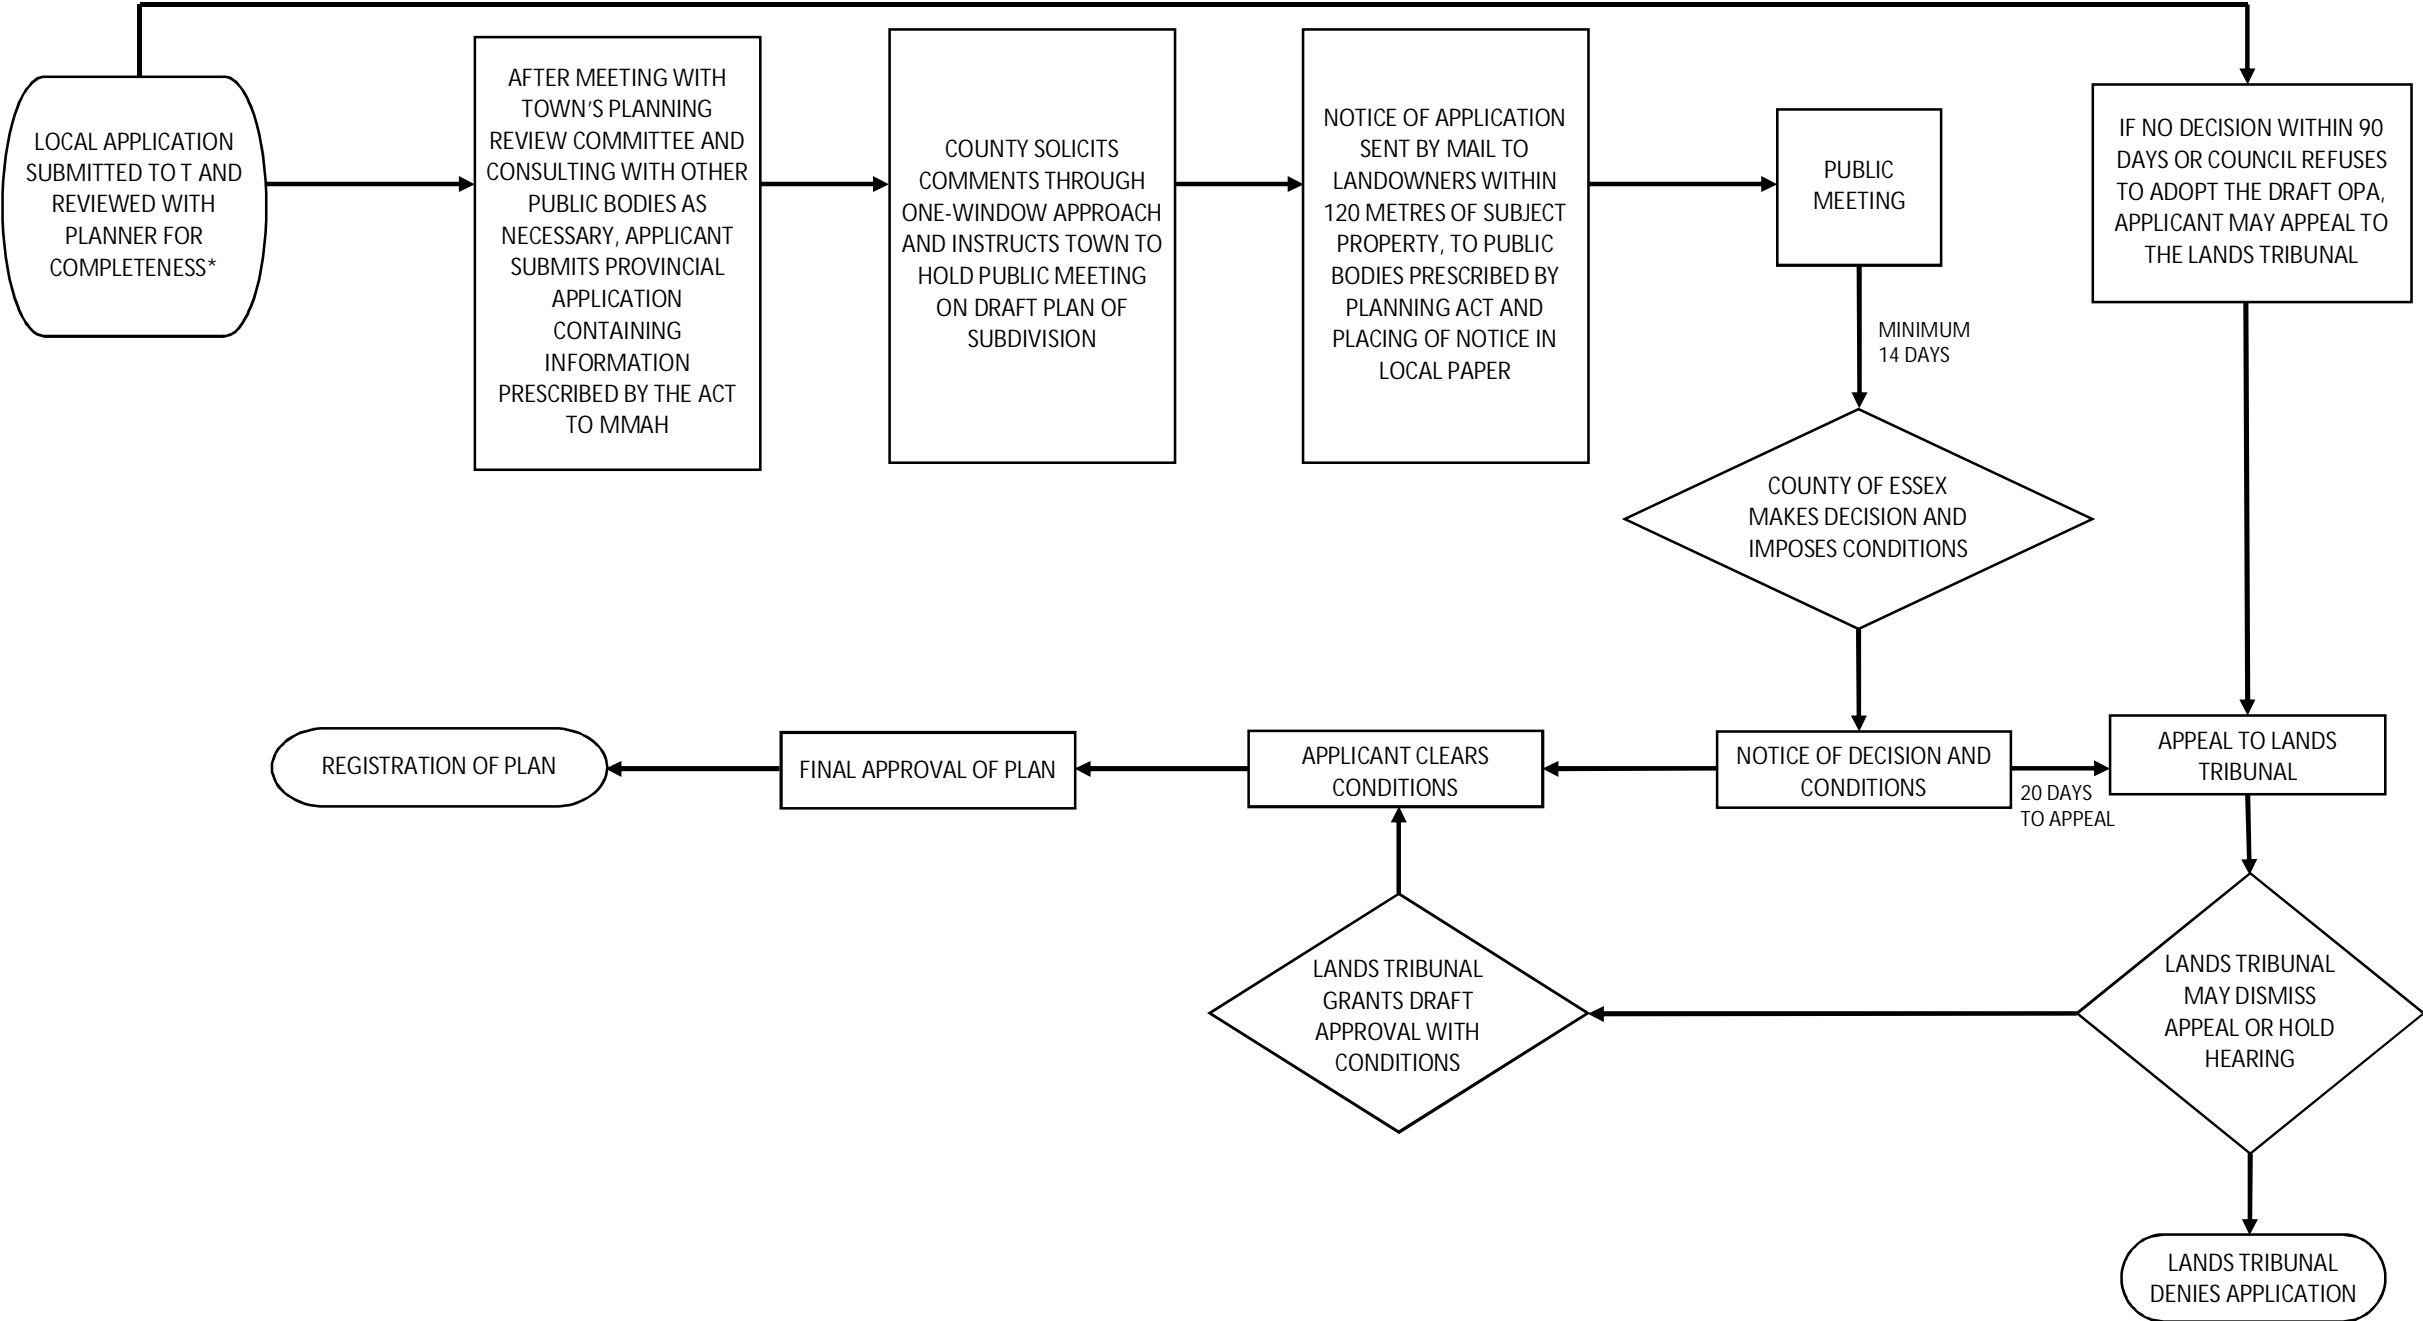 LOCAL APPLICATION
SUBMITTED TO T AND
REVIEWED WITH
PLANNER FOR
COMPLETENESS*
AFTER MEETING WITH
TOWN'S PLANNING
REVIEW COMMITTEE AND
CONSULTING WITH OTHER
PUBLIC BODIES AS
NECESSARY, APPLICANT
SUBMITS PROVINCIAL
APPLICATION
CONTAINING
INFORMATION
PRESCRIBED BY THE ACT
TO MMAH
COUNTY SOLICITS
COMMENTS THROUGH
ONE-WINDOW APPROACH
AND INSTRUCTS TOWN TO
HOLD PUBLIC MEETING
ON DRAFT PLAN OF
SUBDIVISION
NOTICE OF APPLICATION
SENT BY MAIL TO
LANDOWNERS WITHIN
120 METRES OF SUBJECT
PROPERTY, TO PUBLIC
BODIES PRESCRIBED BY
PLANNING ACT AND
PLACING OF NOTICE IN
LOCAL PAPER
PUBLIC
MEETING
IF NO DECISION WITHIN 90
DAYS OR COUNCIL REFUSES
TO ADOPT THE DRAFT OPA,
APPLICANT MAY APPEAL TO
THE LANDS TRIBUNAL
MINIMUM
14 DAYS
COUNTY OF ESSEX
MAKES DECISION AND
IMPOSES CONDITIONS
REGISTRATION OF PLAN
FINAL APPROVAL OF PLAN
APPLICANT CLEARS
CONDITIONS
NOTICE OF DECISION AND
CONDITIONS
20 DAYS
TO APPEAL
APPEAL TO LANDS
TRIBUNAL
LANDS TRIBUNAL
GRANTS DRAFT
APPROVAL WITH
CONDITIONS
LANDS TRIBUNAL
MAY DISMISS
APPEAL OR HOLD
HEARING
LANDS TRIBUNAL
DENIES APPLICATION